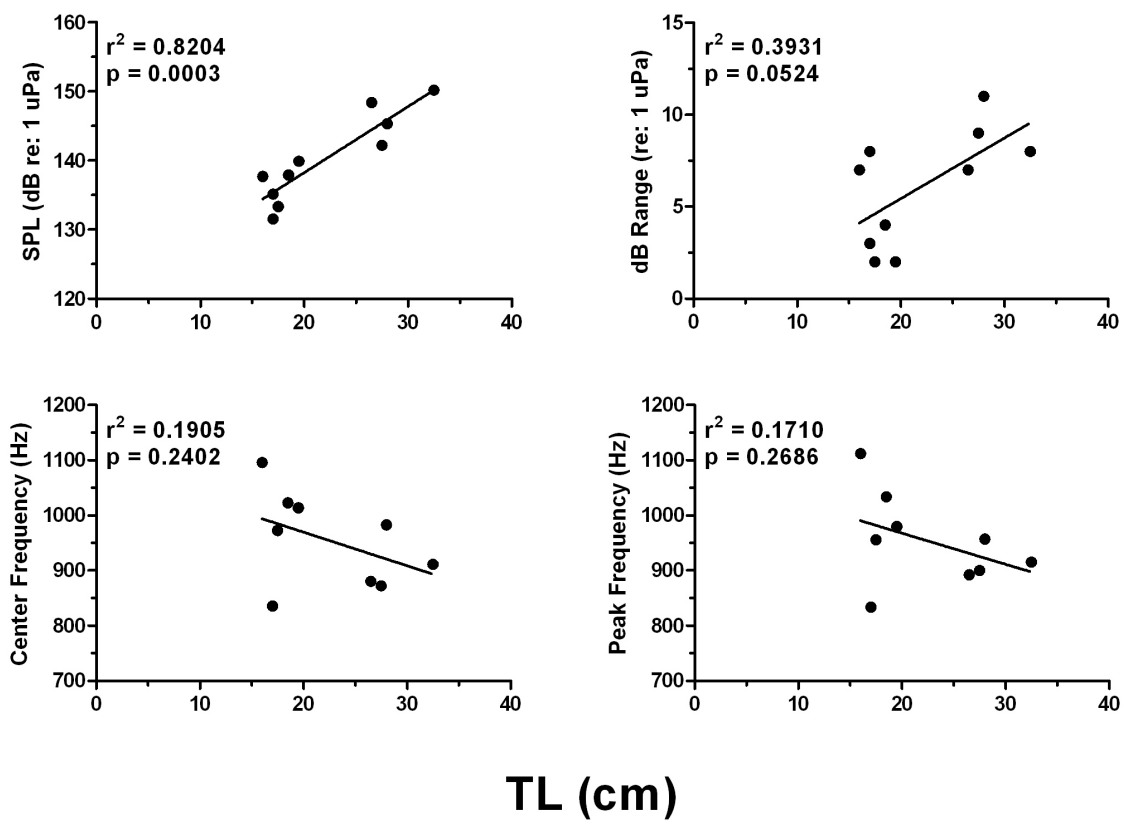 160
150
140
130
120
SPL (dB re: 1 uPa)
r² = 0.8204
p = 0.0003
0 10 20 30 40
15
10
5
0
dB Range (re: 1 uPa)
r² = 0.3931
p = 0.0524
0 10 20 30 40
1200
1100
1000
900
800
700
Center Frequency (Hz)
r² = 0.1905
p = 0.2402
0 10 20 30 40
1200
1100
1000
900
800
700
Peak Frequency (Hz)
r² = 0.1710
p = 0.2686
0 10 20 30 40
TL (cm)